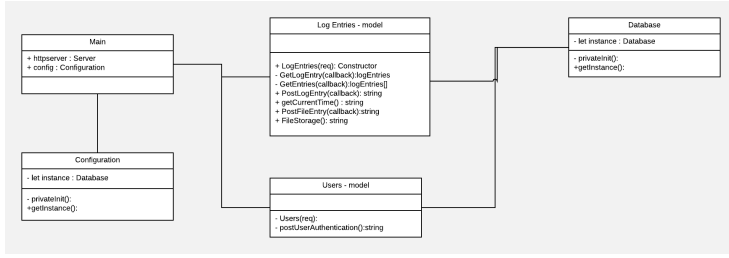 Main
+ httpserver : Server
+ config : Configuration
Configuration
- let instance : Database
- privateInit():
+getInstance():
Log Entries - model
+ LogEntries(req): Constructor
- GetLogEntry(callback):logEntries
- GetEntries(callback):logEntries[]
+ PostLogEntry(callback): string
+ getCurrentTime() : string
+ PostFileEntry(callback):string
+ FileStorage(): string
Users - model
- Users(req):
- postUserAuthentication():string
Database
- let instance : Database
- privateInit():
+getInstance():